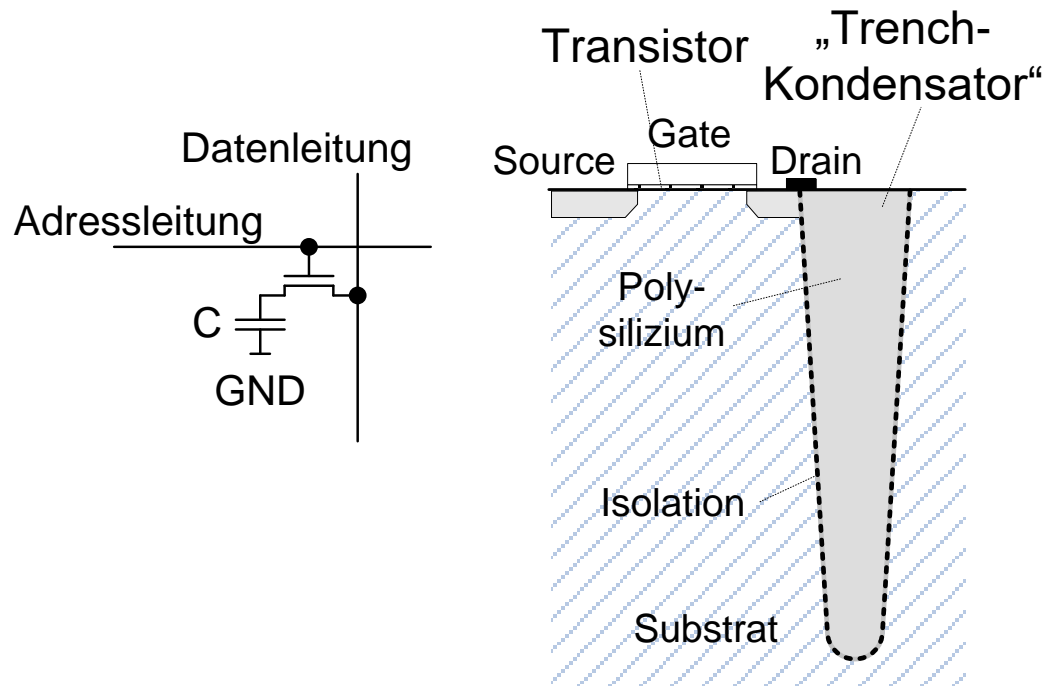 Datenleitung
Adressleitung
C
GND
Transistor
„Trench-
Kondensator“
Source
Gate
Drain
Poly-
silizium
Isolation
Substrat